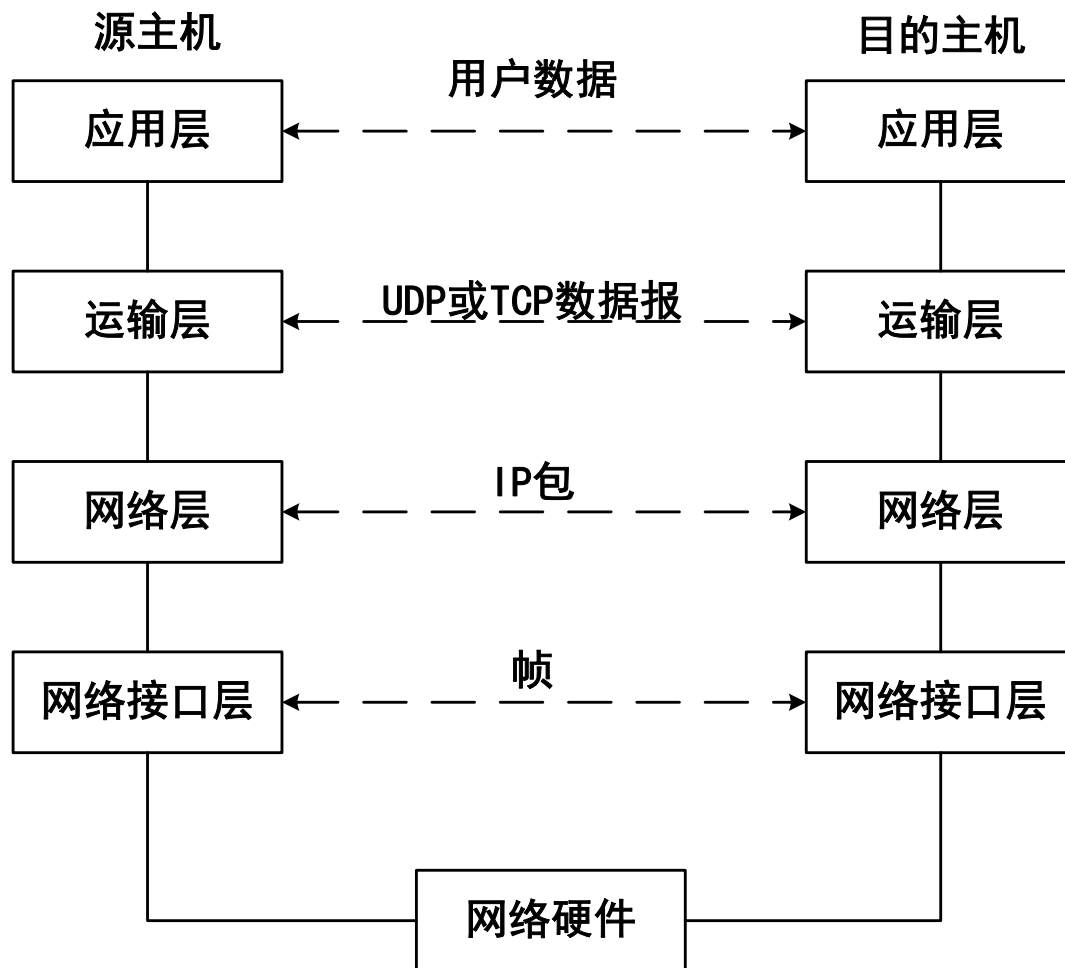 源主机
目的主机
用户数据
应用层
应用层
UDP或TCP数据报
运输层
运输层
IP包
网络层
网络层
帧
网络接口层
网络接口层
网络硬件